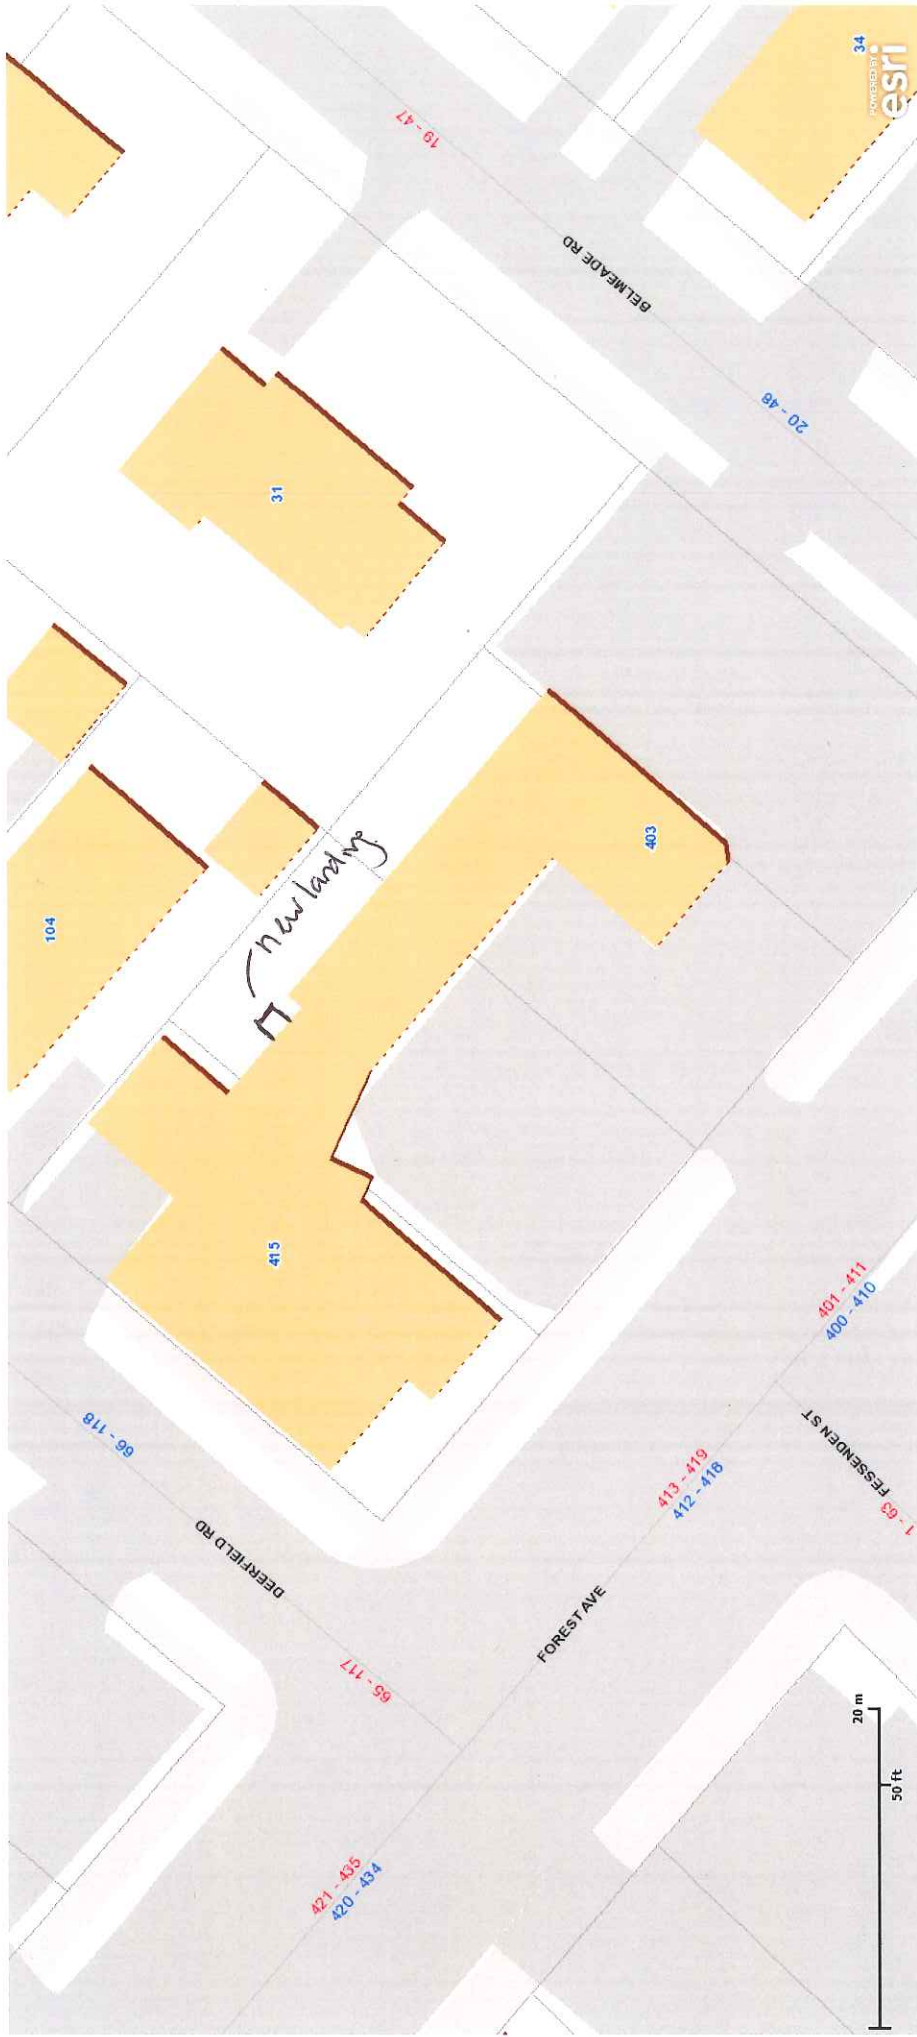 34
POWERED BY
esri
19 - 47
BELMEADE RD
31
20 - 48
104
new landing
403
415
66 - 118
DEERFIELD RD
65 - 117
401 - 411
400 - 410
FESSENDEN ST
1 - 63
413 - 419
412 - 418
FOREST AVE
421 - 435
420 - 434
20 m
50 ft